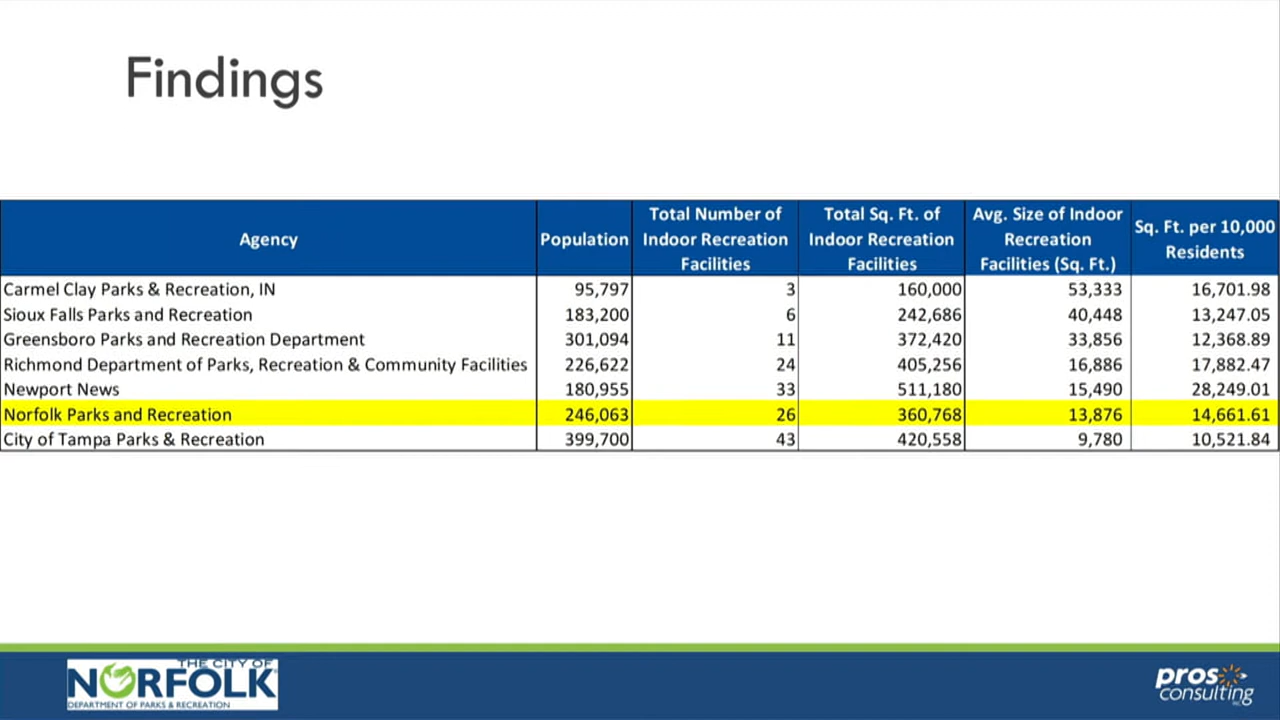 Findings
Agency Population Total Number of Indoor Recreation Facilities Total Sq. Ft. of Indoor Recreation Facilities Avg. Size of Indoor Recreation Facilities (Sq. Ft.) Sq. Ft. per 10,000 Residents
Carmel Clay Parks & Recreation, IN 95,797 3 160,000 53,333 16,701.98
Sioux Falls Parks and Recreation 183,200 6 242,686 40,448 13,247.05
Greensboro Parks and Recreation Department 301,094 11 372,420 33,856 12,368.89
Richmond Department of Parks, Recreation & Community Facilities 226,622 24 405,256 16,886 17,882.47
Newport News 180,955 33 511,180 15,490 28,249.01
Norfolk Parks and Recreation 246,063 26 360,768 13,876 14,661.61
City of Tampa Parks & Recreation 399,700 43 420,558 9,780 10,521.84
THE CITY OF
NORFOLK
DEPARTMENT OF PARKS & RECREATION
pros
consulting
INC.